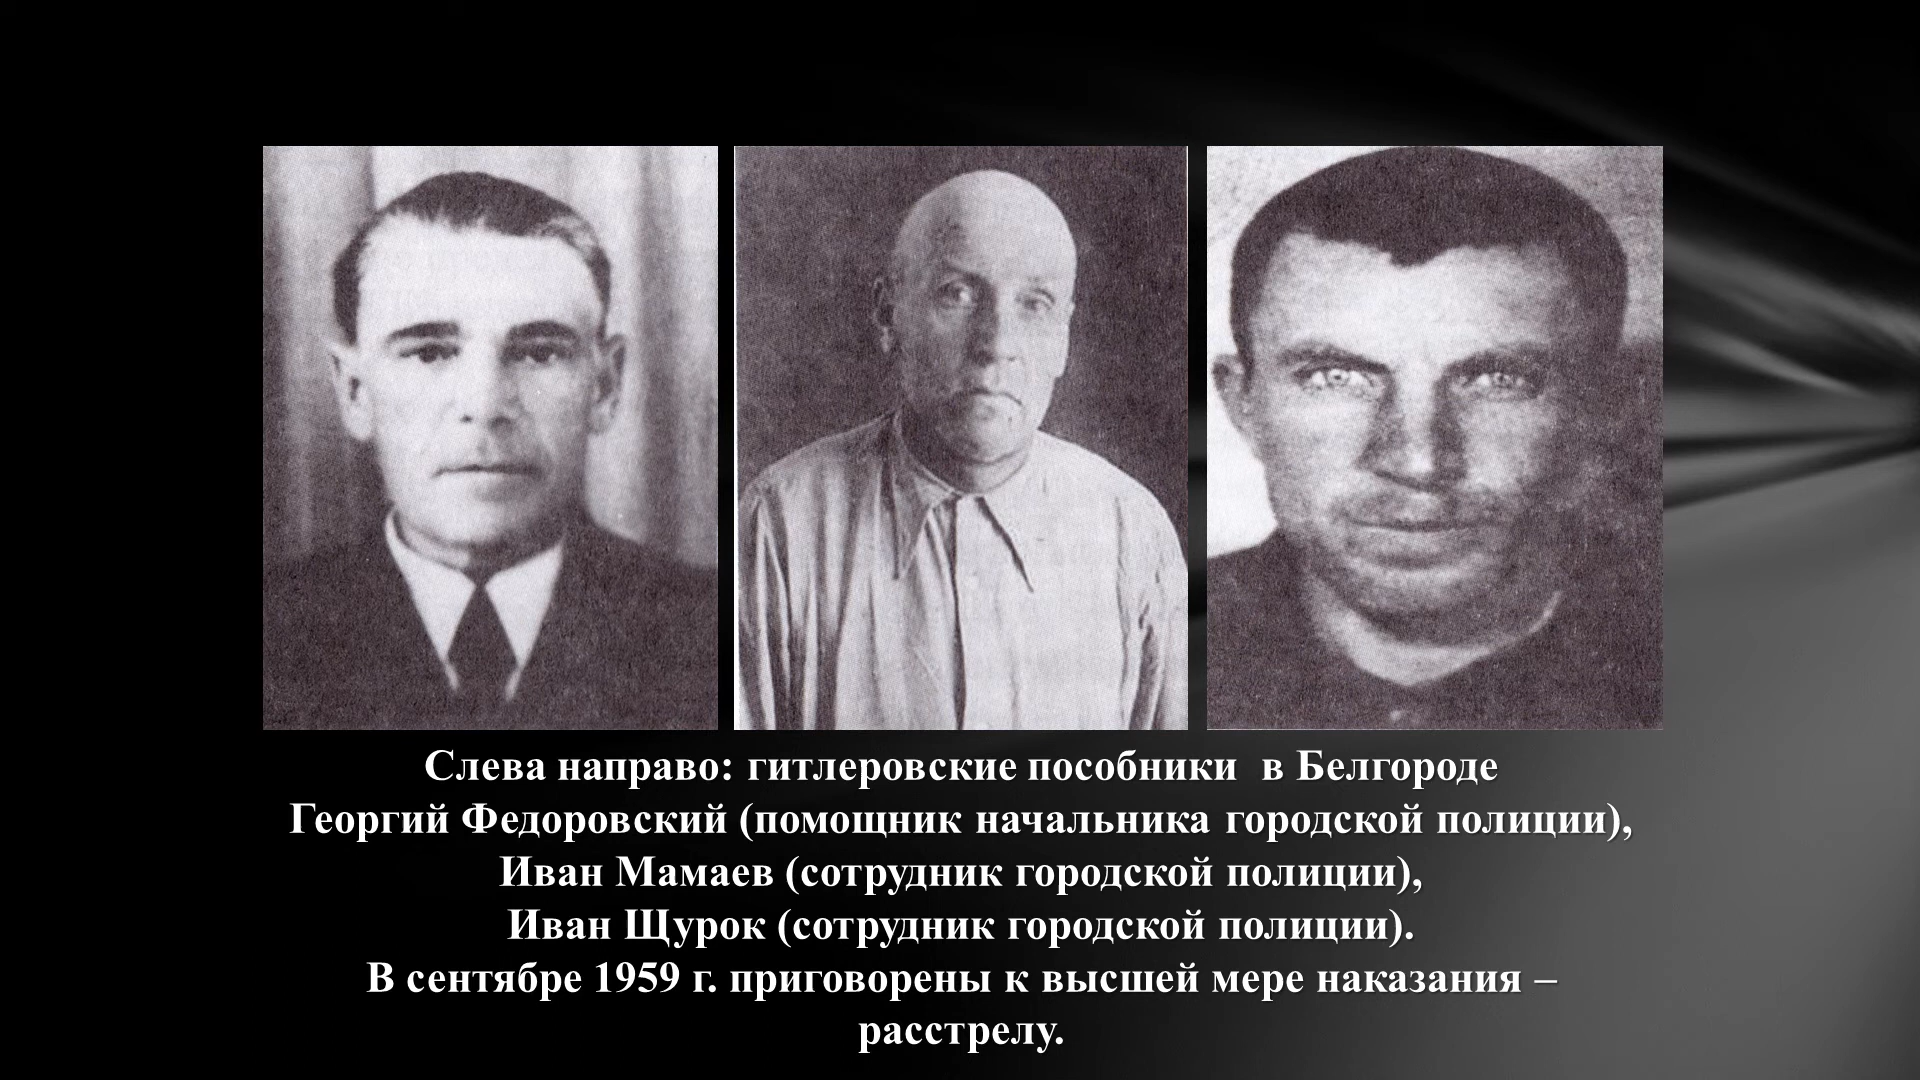 Слева направо: гитлеровские пособники в Белгороде
Георгий Федоровский (помощник начальника городской полиции),
Иван Мамаев (сотрудник городской полиции),
Иван Щурок (сотрудник городской полиции).
В сентябре 1959 г. приговорены к высшей мере наказания –
расстрелу.